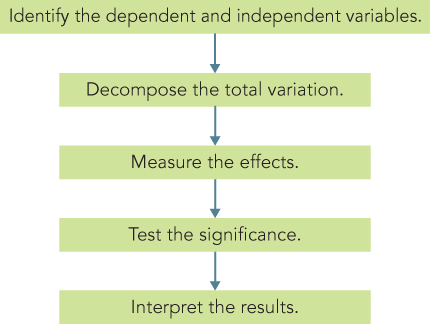 Identify the dependent and independent variables.
Decompose the total variation.
Measure the effects.
Test the significance.
Interpret the results.